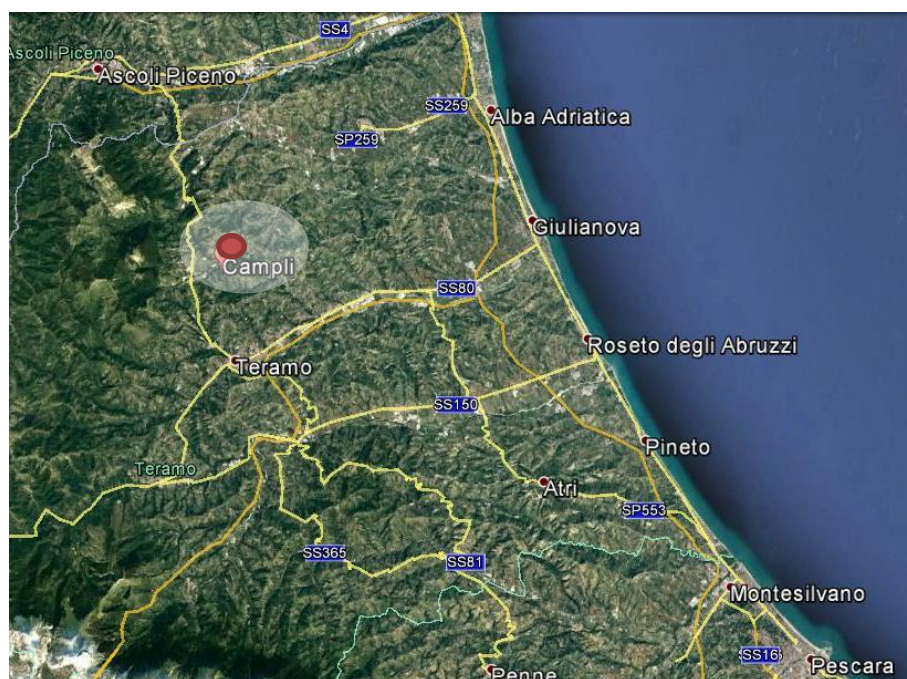 SS4
Ascoli Piceno
Ascoli Piceno
SS259
Alba Adriatica
SP259
Giulianova
Campli
SS80
Roseto degli Abruzzi
Teramo
SS150
Pineto
Teramo
Atri
SP553
SS365
SS81
Montesilvano
SS16
Pescara
Penne